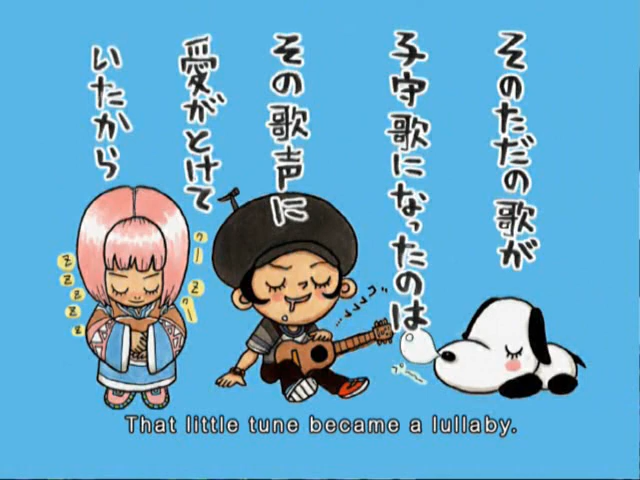 そのただの歌が
子守歌になったのは
その歌声に
愛がとけて
いたから
z
z
z
z
z
z
That little tune became a lullaby.